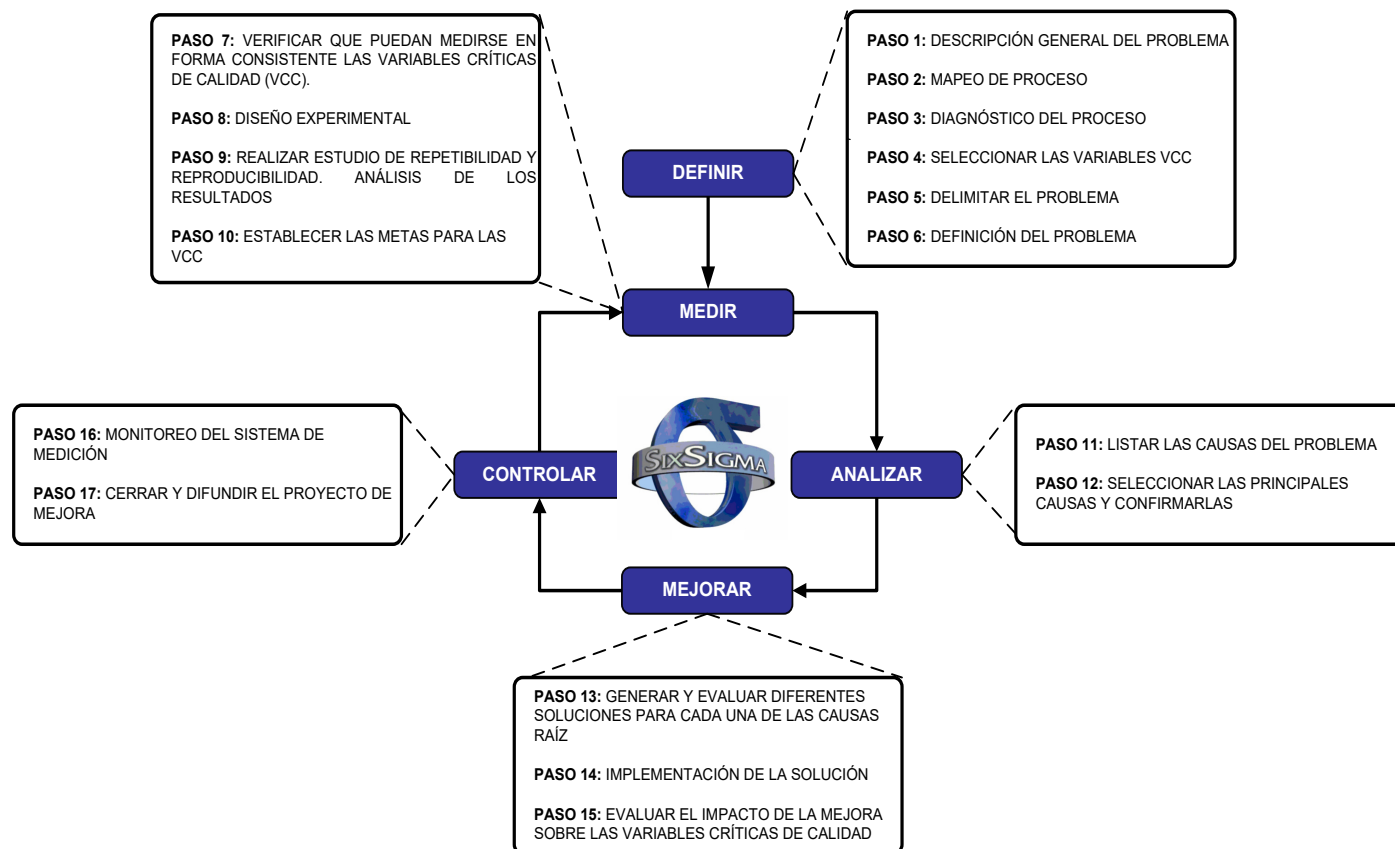 PASO 7: VERIFICAR QUE PUEDAN MEDIRSE EN
FORMA CONSISTENTE LAS VARIABLES CRÍTICAS
DE CALIDAD (VCC).
PASO 8: DISEÑO EXPERIMENTAL
PASO 9: REALIZAR ESTUDIO DE REPETIBILIDAD Y
REPRODUCIBILIDAD. ANÁLISIS DE LOS
RESULTADOS
PASO 10: ESTABLECER LAS METAS PARA LAS
VCC
PASO 1: DESCRIPCIÓN GENERAL DEL PROBLEMA
PASO 2: MAPEO DE PROCESO
PASO 3: DIAGNÓSTICO DEL PROCESO
PASO 4: SELECCIONAR LAS VARIABLES VCC
PASO 5: DELIMITAR EL PROBLEMA
PASO 6: DEFINICIÓN DEL PROBLEMA
DEFINIR
MEDIR
PASO 16: MONITOREO DEL SISTEMA DE
MEDICIÓN
PASO 17: CERRAR Y DIFUNDIR EL PROYECTO DE
MEJORA
CONTROLAR
SIXSIGMA
ANALIZAR
PASO 11: LISTAR LAS CAUSAS DEL PROBLEMA
PASO 12: SELECCIONAR LAS PRINCIPALES
CAUSAS Y CONFIRMARLAS
MEJORAR
PASO 13: GENERAR Y EVALUAR DIFERENTES
SOLUCIONES PARA CADA UNA DE LAS CAUSAS
RAÍZ
PASO 14: IMPLEMENTACIÓN DE LA SOLUCIÓN
PASO 15: EVALUAR EL IMPACTO DE LA MEJORA
SOBRE LAS VARIABLES CRÍTICAS DE CALIDAD